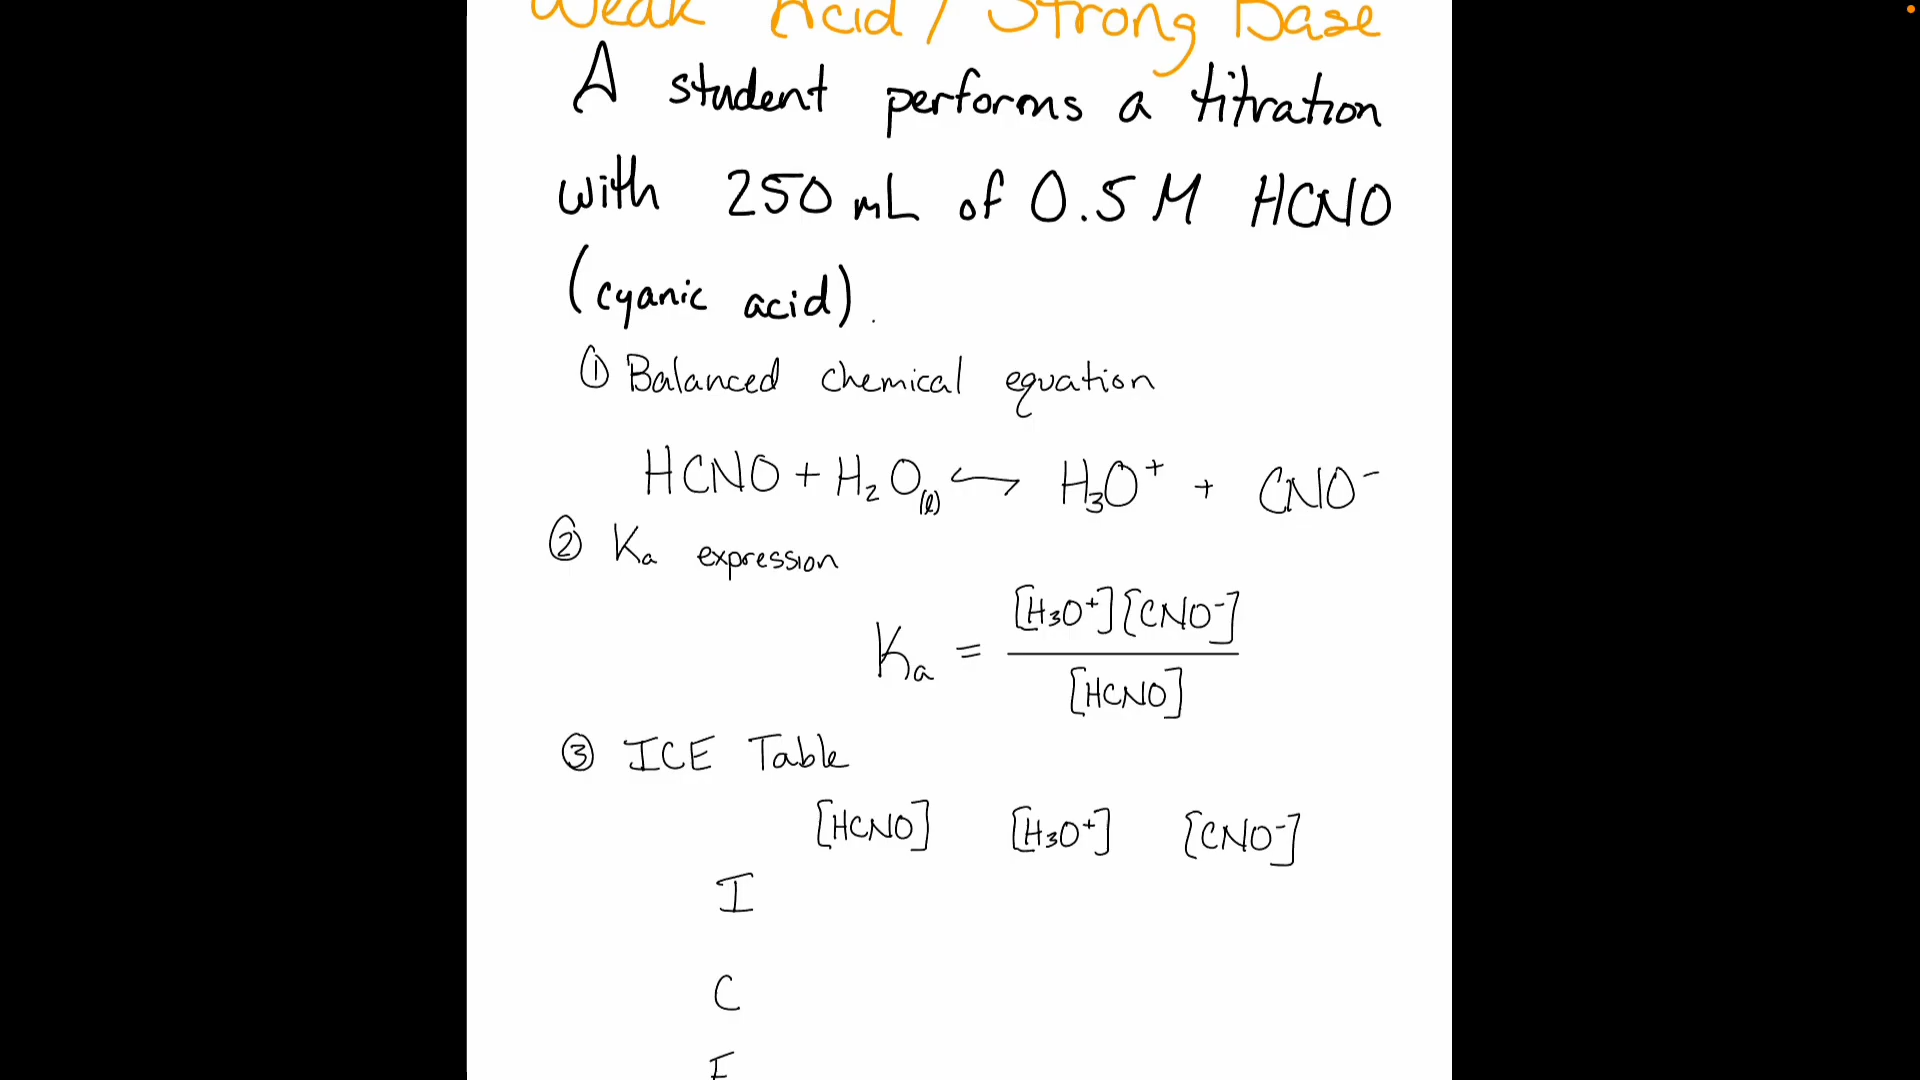 Weak Acid / Strong Base
A student performs a titration
with 250 mL of 0.5 M HCNO
(cyanic acid).
① Balanced chemical equation
HCNO + H₂O(l) ⇌ H₃O⁺ + CNO⁻
② Ka expression
Ka = [H₃O⁺][CNO⁻] / [HCNO]
③ ICE Table
[HCNO] [H₃O⁺] [CNO⁻]
I
C
E